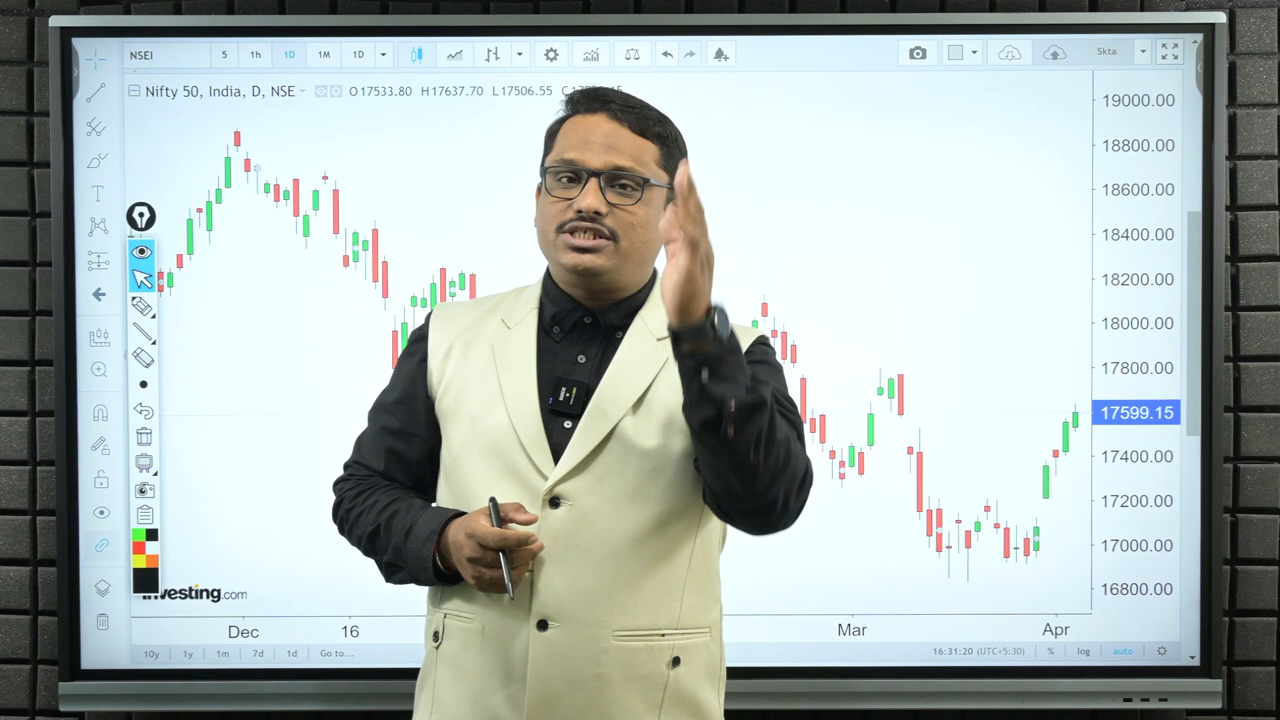 NSEI 5 1h 1D 1M 1D Skta
Nifty 50, India, D, NSE O17533.80 H17637.70 L17506.55
19000.00
18800.00
18600.00
18400.00
18200.00
18000.00
17800.00
17599.15
17400.00
17200.00
17000.00
16800.00
Investing.com
Dec 16 Mar Apr
10y 1y 1m 7d 1d Go to... 16:31:20 (UTC+5:30) % log auto